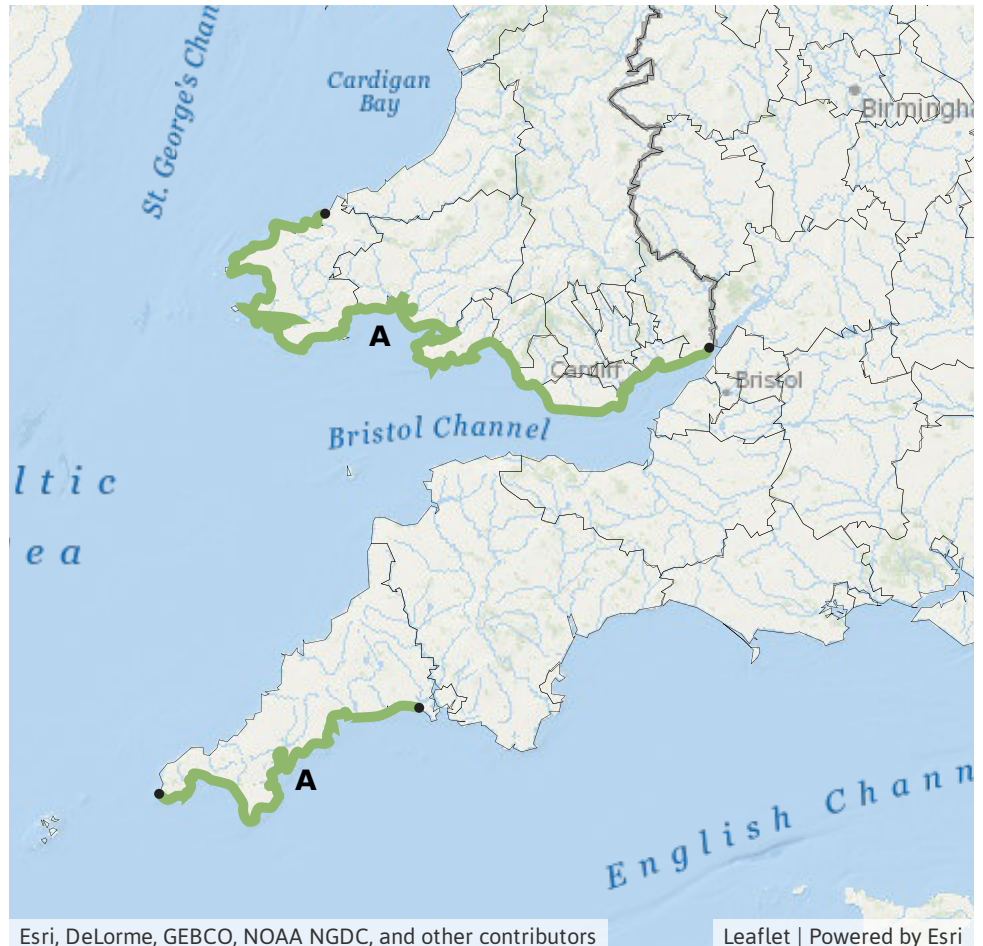 St. George's Chan
Cardigan
Bay
Birmingha
A
Cardiff
Bristol
Bristol Channel
ltic
ea
A
English Chann
Esri, DeLorme, GEBCO, NOAA NGDC, and other contributors
Leaflet | Powered by Esri